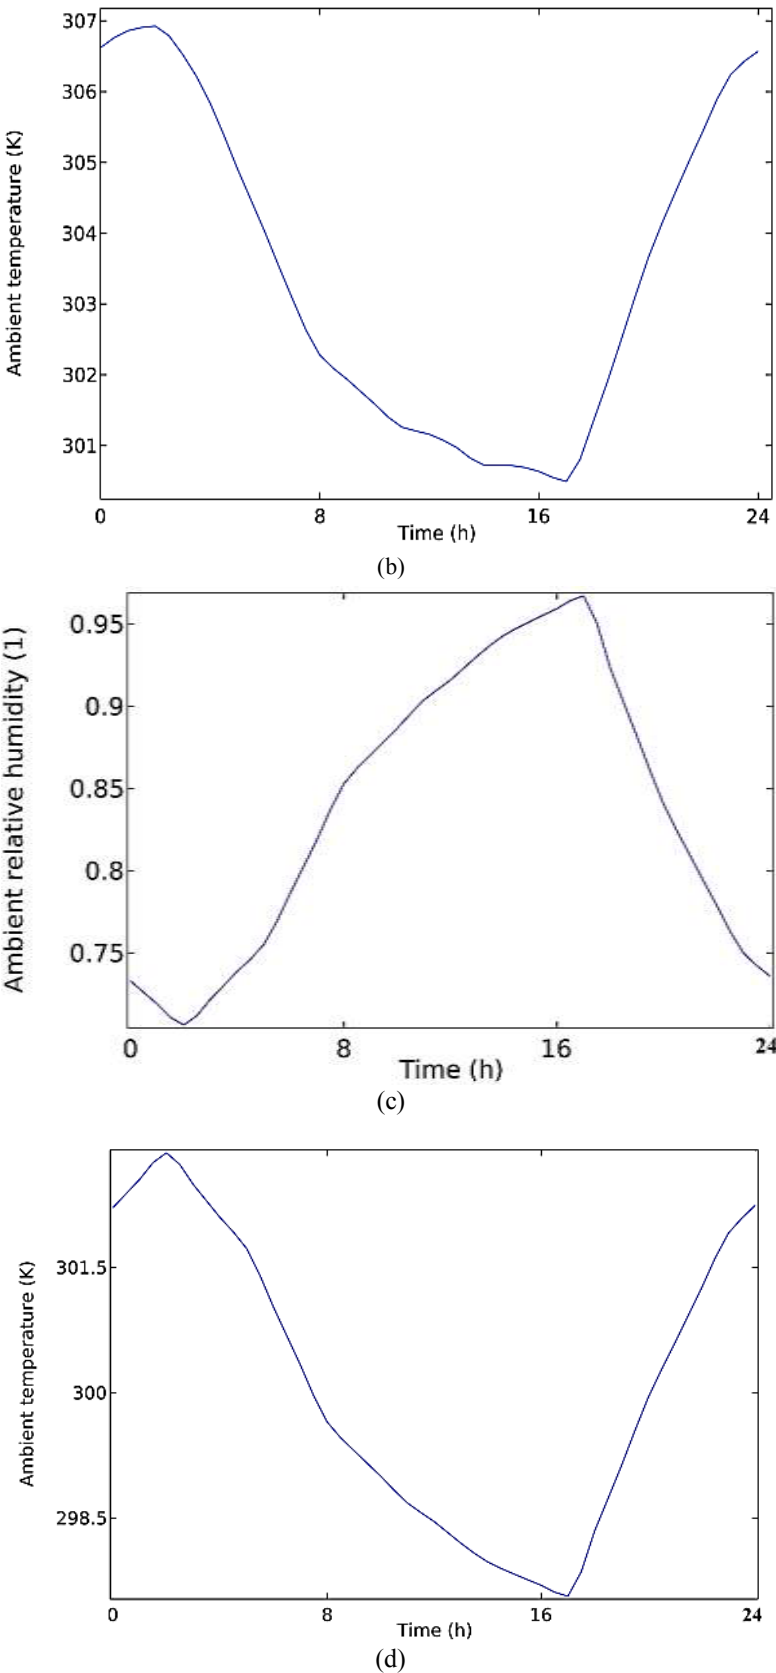 307
306
305
304
303
302
301
Ambient temperature (K)
0 8 16 24
Time (h)
(b)
0.95
0.9
0.85
0.8
0.75
Ambient relative humidity (1)
0 8 16 24
Time (h)
(c)
301.5
300
298.5
Ambient temperature (K)
0 8 16 24
Time (h)
(d)